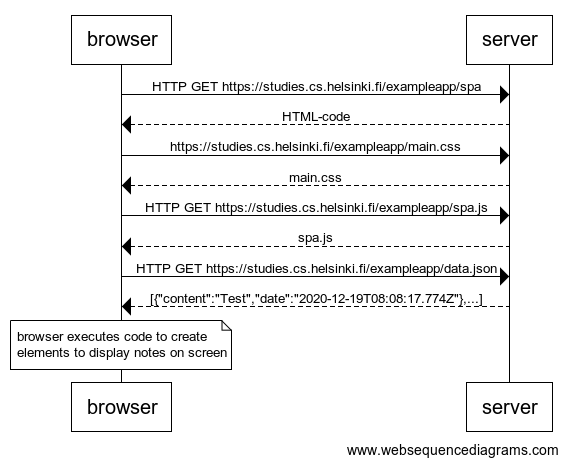 browser
server
HTTP GET https://studies.cs.helsinki.fi/exampleapp/spa
HTML-code
https://studies.cs.helsinki.fi/exampleapp/main.css
main.css
HTTP GET https://studies.cs.helsinki.fi/exampleapp/spa.js
spa.js
HTTP GET https://studies.cs.helsinki.fi/exampleapp/data.json
[{"content":"Test","date":"2020-12-19T08:08:17.774Z"},...]
browser executes code to create
elements to display notes on screen
browser
server
www.websequencediagrams.com